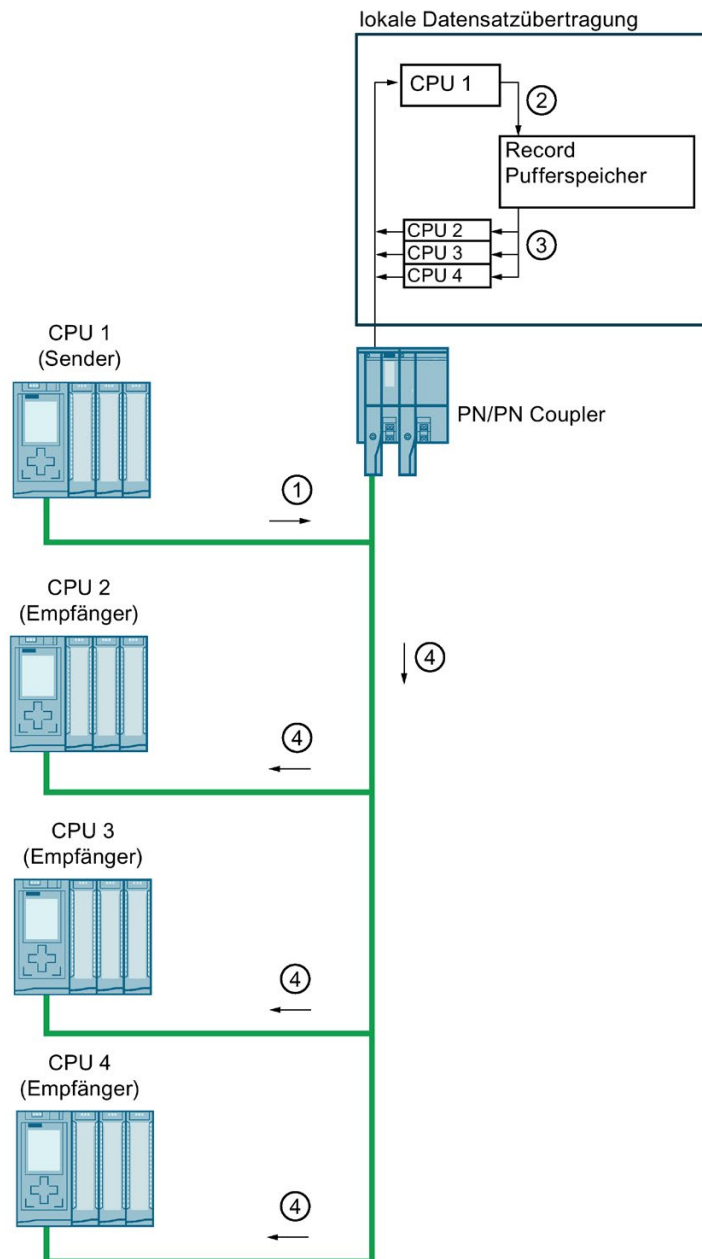 lokale Datensatzübertragung
CPU 1
2
Record
Pufferspeicher
CPU 2
3
CPU 3
CPU 4
CPU 1
(Sender)
PN/PN Coupler
1
CPU 2
(Empfänger)
4
4
CPU 3
(Empfänger)
4
CPU 4
(Empfänger)
4